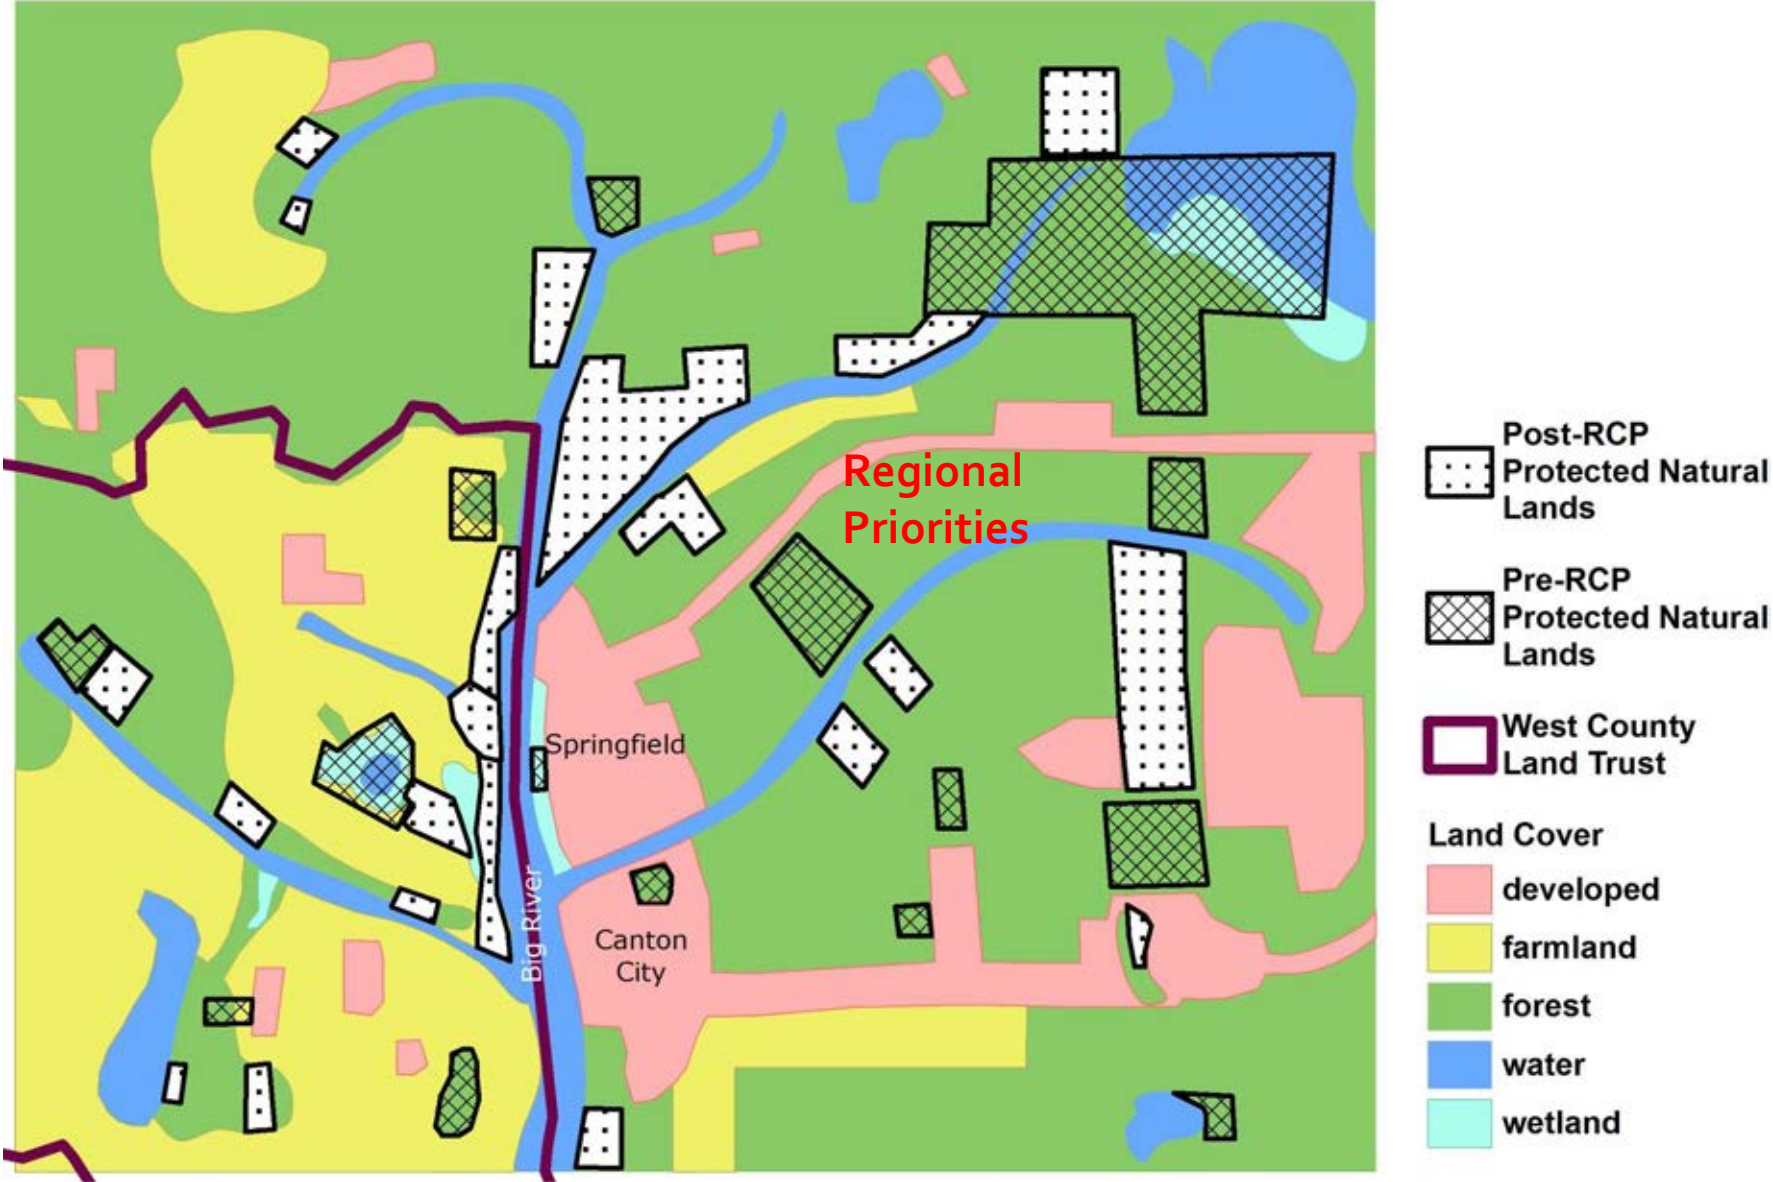 Regional
Priorities
Springfield
Big River
Canton
City
Post-RCP
Protected Natural
Lands
Pre-RCP
Protected Natural
Lands
West County
Land Trust
Land Cover
developed
farmland
forest
water
wetland